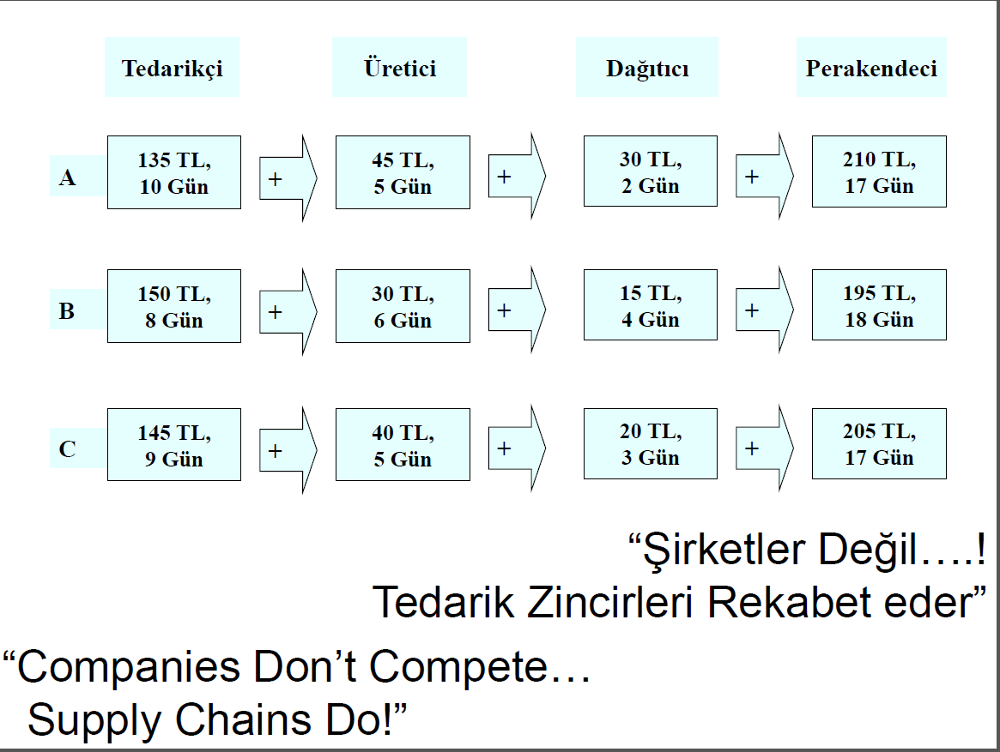 Tedarikçi
Üretici
Dağıtıcı
Perakendeci
A
135 TL,
10 Gün
+
45 TL,
5 Gün
+
30 TL,
2 Gün
+
210 TL,
17 Gün
B
150 TL,
8 Gün
+
30 TL,
6 Gün
+
15 TL,
4 Gün
+
195 TL,
18 Gün
C
145 TL,
9 Gün
+
40 TL,
5 Gün
+
20 TL,
3 Gün
+
205 TL,
17 Gün
“Şirketler Değil….!
Tedarik Zincirleri Rekabet eder”
“Companies Don’t Compete…
Supply Chains Do!”